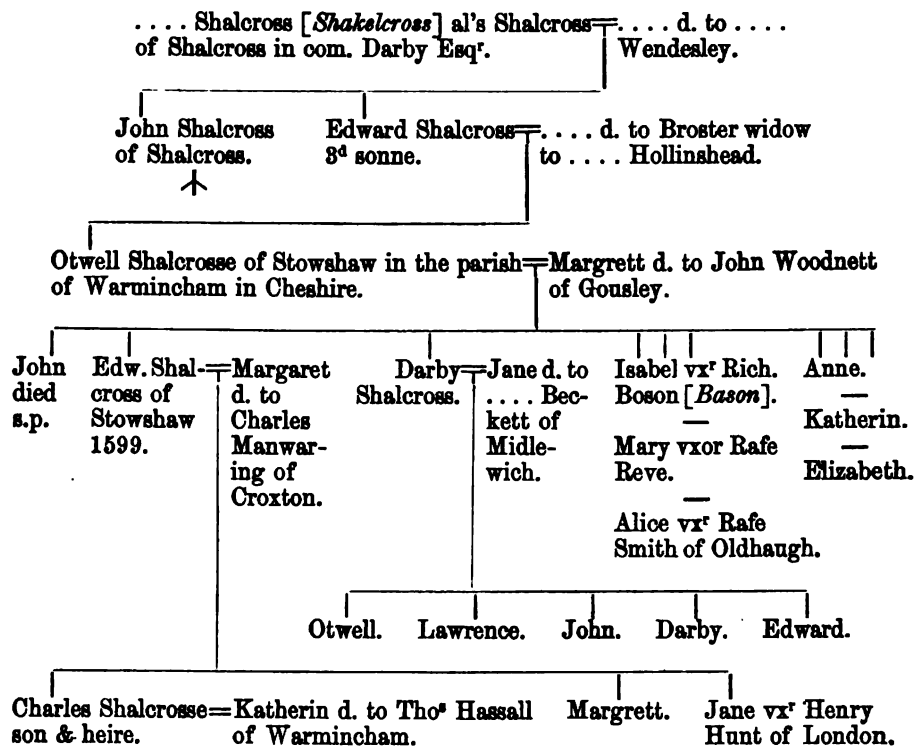 . . . . Shalcross [Shakelcross] al's Shalcross = . . . . d. to . . . .
of Shalcross in com. Darby Esqr. Wendesley.
John Shalcross
of Shalcross.
Edward Shalcross = . . . . d. to Broster widow
3d sonne. to . . . . Hollinshead.
Otwell Shalcrosse of Stowshaw in the parish = Margrett d. to John Woodnett
of Warmincham in Cheshire. of Gousley.
John
died
s.p.
Edw. Shal- =
cross of
Stowshaw
1599.
Margaret
d. to
Charles
Manwar-
ing of
Croxton.
Darby =
Shalcross.
Jane d. to
. . . . Bec-
kett of
Midle-
wich.
Isabel vxr Rich.
Boson [Bason].
—
Mary vxor Rafe
Reve.
—
Alice vxr Rafe
Smith of Oldhaugh.
Anne.
—
Katherin.
—
Elizabeth.
Otwell. Lawrence. John. Darby. Edward.
Charles Shalcrosse = Katherin d. to Thos Hassall
son & heire. of Warmincham.
Margrett.
Jane vxr Henry
Hunt of London.